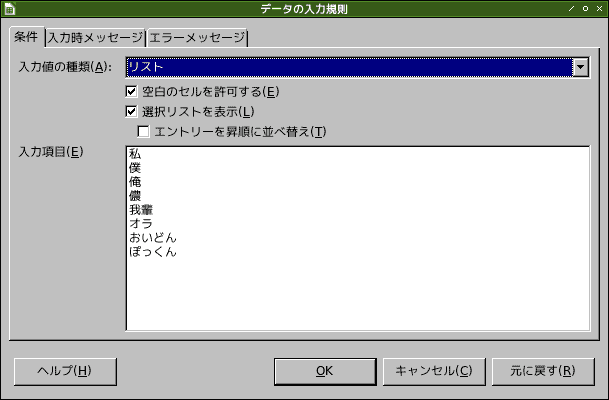 データの入力規則
条件 入力時メッセージ エラーメッセージ
入力値の種類(A): リスト
空白のセルを許可する(E)
選択リストを表示(L)
エントリーを昇順に並べ替え(T)
入力項目(E)
私
僕
俺
儂
我輩
オラ
おいどん
ぽっくん
ヘルプ(H) OK キャンセル(C) 元に戻す(R)